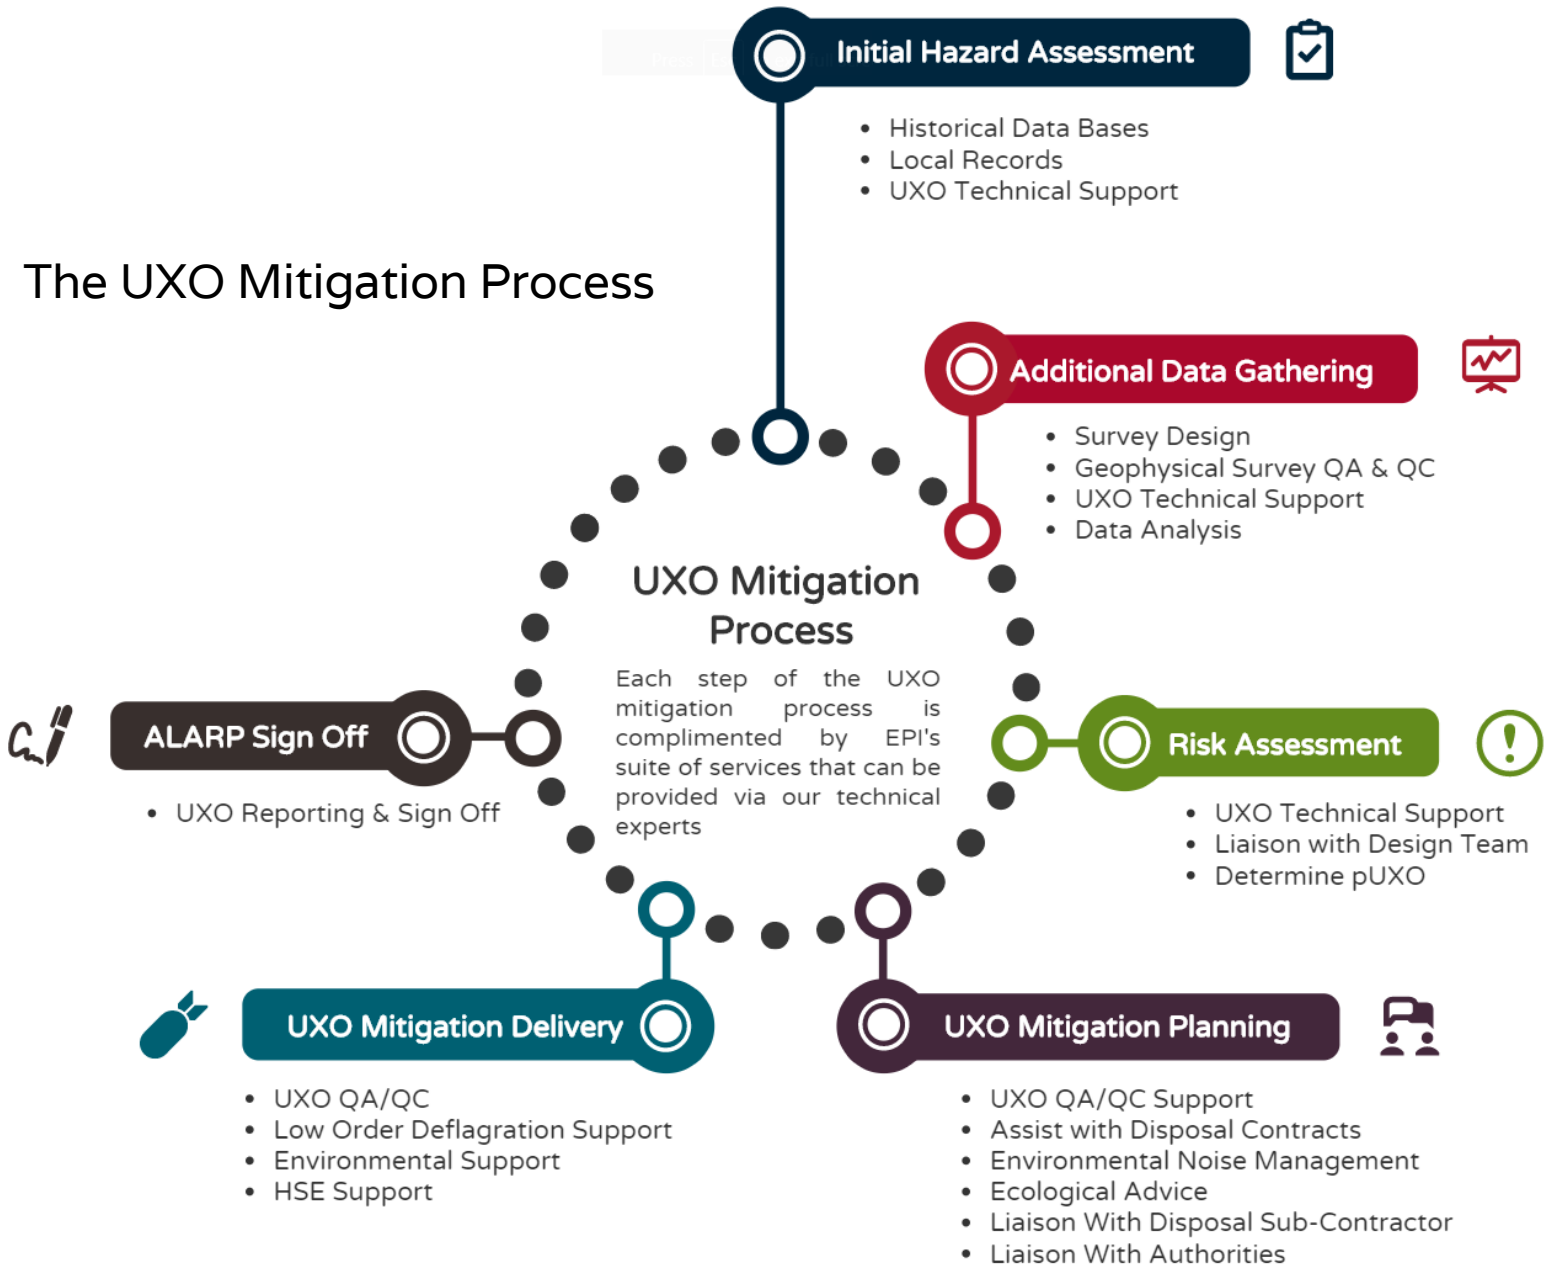 Initial Hazard Assessment
• Historical Data Bases
• Local Records
• UXO Technical Support
The UXO Mitigation Process
Additional Data Gathering
• Survey Design
• Geophysical Survey QA & QC
• UXO Technical Support
• Data Analysis
UXO Mitigation
Process
Each step of the UXO
mitigation process is
complimented by EPI's
suite of services that can be
provided via our technical
experts
Risk Assessment
• UXO Technical Support
• Liaison with Design Team
• Determine pUXO
UXO Mitigation Planning
• UXO QA/QC Support
• Assist with Disposal Contracts
• Environmental Noise Management
• Ecological Advice
• Liaison With Disposal Sub-Contractor
• Liaison With Authorities
UXO Mitigation Delivery
• UXO QA/QC
• Low Order Deflagration Support
• Environmental Support
• HSE Support
ALARP Sign Off
• UXO Reporting & Sign Off